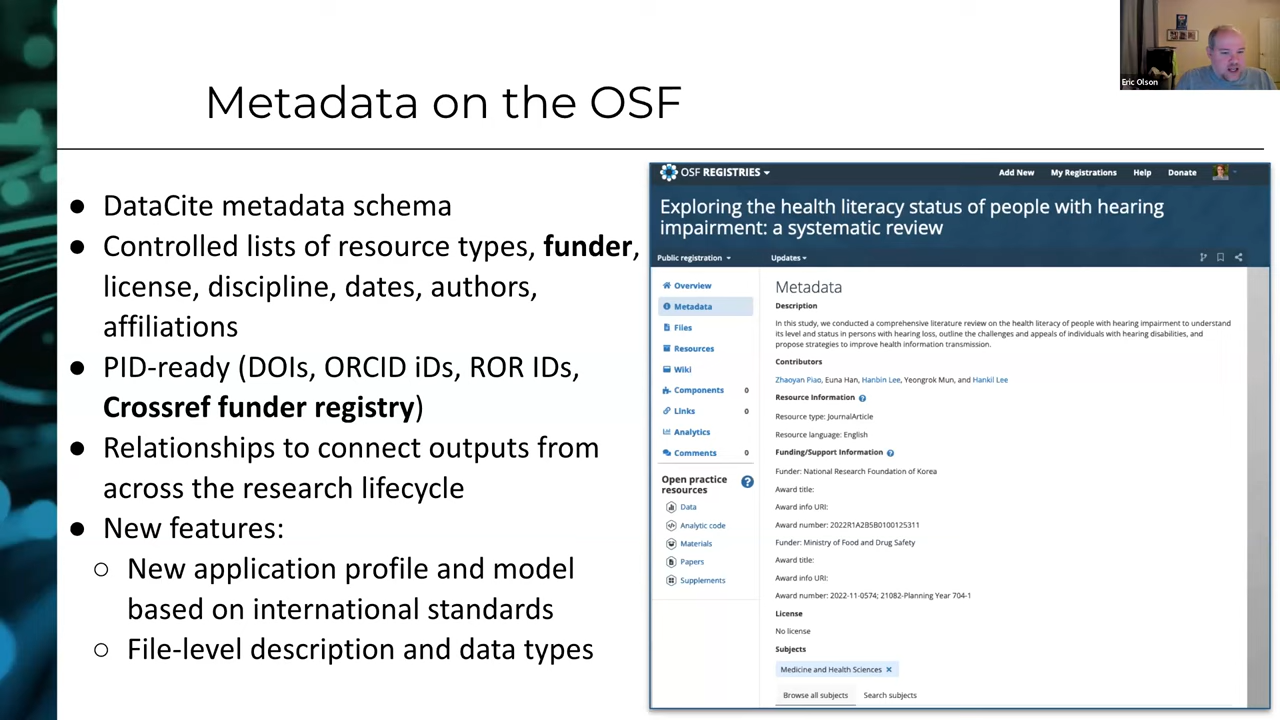 Eric Olson
Metadata on the OSF
● DataCite metadata schema
● Controlled lists of resource types, funder,
license, discipline, dates, authors,
affiliations
● PID-ready (DOIs, ORCID iDs, ROR IDs,
Crossref funder registry)
● Relationships to connect outputs from
across the research lifecycle
● New features:
○ New application profile and model
based on international standards
○ File-level description and data types
OSF REGISTRIES
Add New My Registrations Help Donate
Exploring the health literacy status of people with hearing
impairment: a systematic review
Public registration Updates
Overview
Metadata
Files
Resources
Wiki
Components 0
Links 0
Analytics
Comments 0
Open practice
resources ?
Data
Analytic code
Materials
Papers
Supplements
Metadata
Description
In this study, we conducted a comprehensive literature review on the health literacy of people with hearing impairment to understand
its level and status in persons with hearing loss, outline the challenges and appeals of individuals with hearing disabilities, and
propose strategies to improve health information transmission.
Contributors
Zhaoyan Piao, Euna Han, Hanbin Lee, Yeongrok Mun, and Hankil Lee
Resource Information ?
Resource type: JournalArticle
Resource language: English
Funding/Support Information ?
Funder: National Research Foundation of Korea
Award title:
Award info URI:
Award number: 2022R1A2B5B0100125311
Funder: Ministry of Food and Drug Safety
Award title:
Award info URI:
Award number: 2022-11-0574; 21082-Planning Year 704-1
License
No license
Subjects
Medicine and Health Sciences ×
Browse all subjects Search subjects